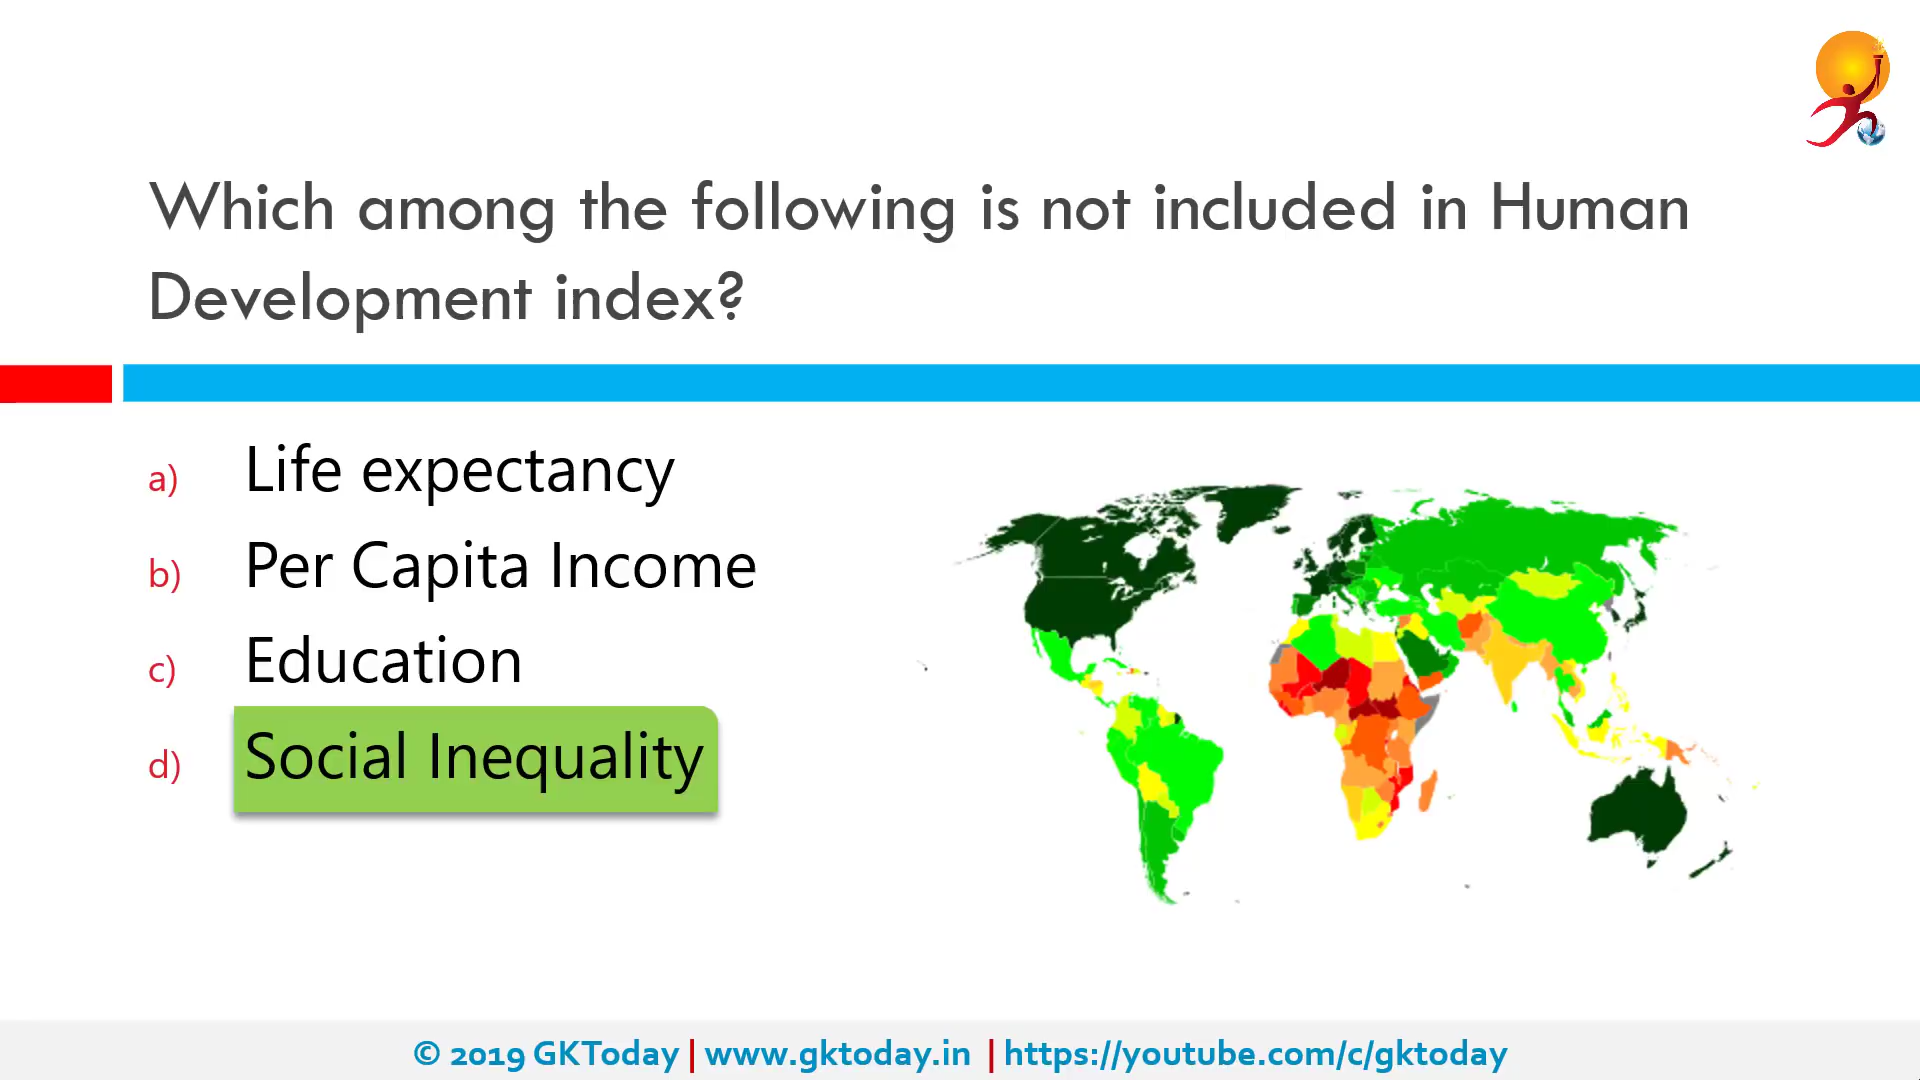 Which among the following is not included in Human
Development index?
a) Life expectancy
b) Per Capita Income
c) Education
d) Social Inequality
© 2019 GKToday | www.gktoday.in | https://youtube.com/c/gktoday